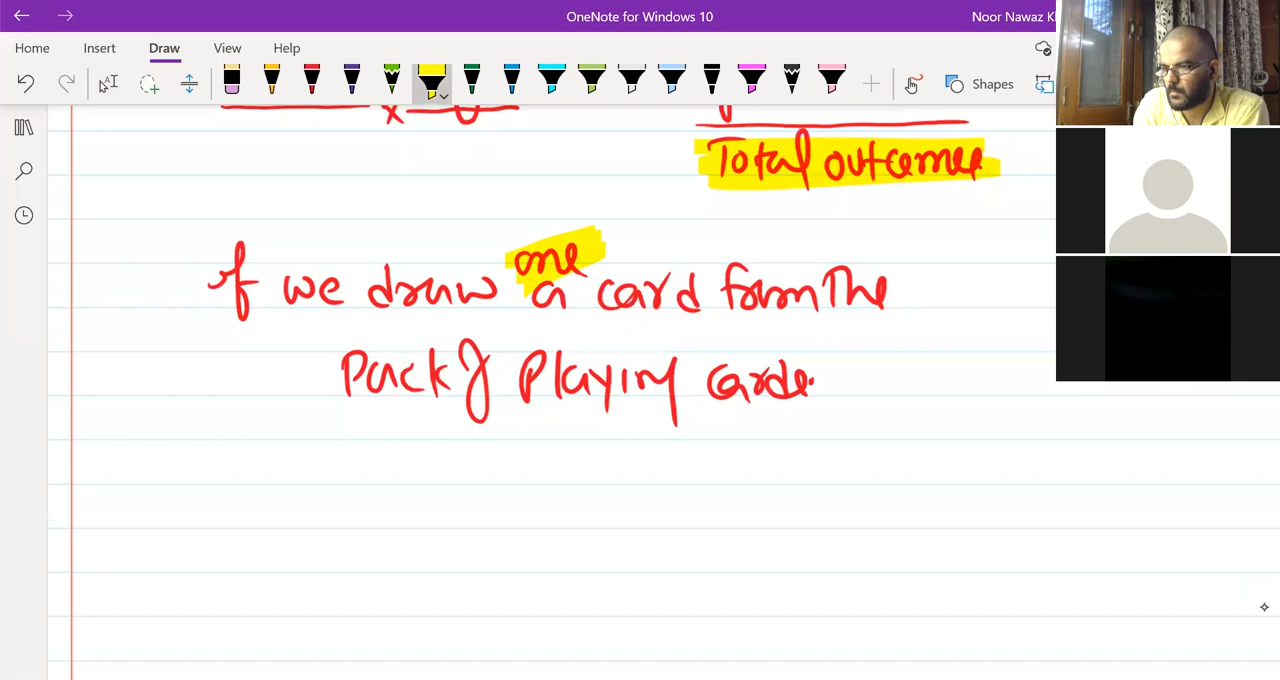 OneNote for Windows 10
Noor Nawaz Kh
Home Insert Draw View Help
Shapes
Total outcomes
if we draw one a card from the
Pack of Playing cards.